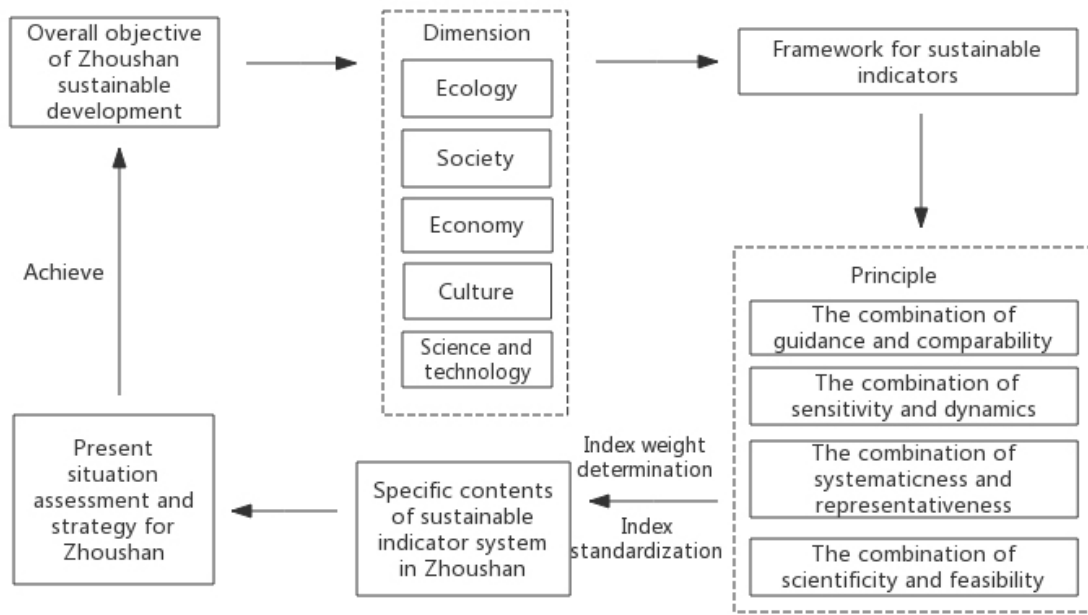 Overall objective
of Zhoushan
sustainable
development
Dimension
Ecology
Society
Economy
Culture
Science and
technology
Framework for sustainable
indicators
Principle
The combination of
guidance and comparability
The combination of
sensitivity and dynamics
The combination of
systematicness and
representativeness
The combination of
scientificity and feasibility
Index weight
determination
Index
standardization
Specific contents
of sustainable
indicator system
in Zhoushan
Present
situation
assessment and
strategy for
Zhoushan
Achieve